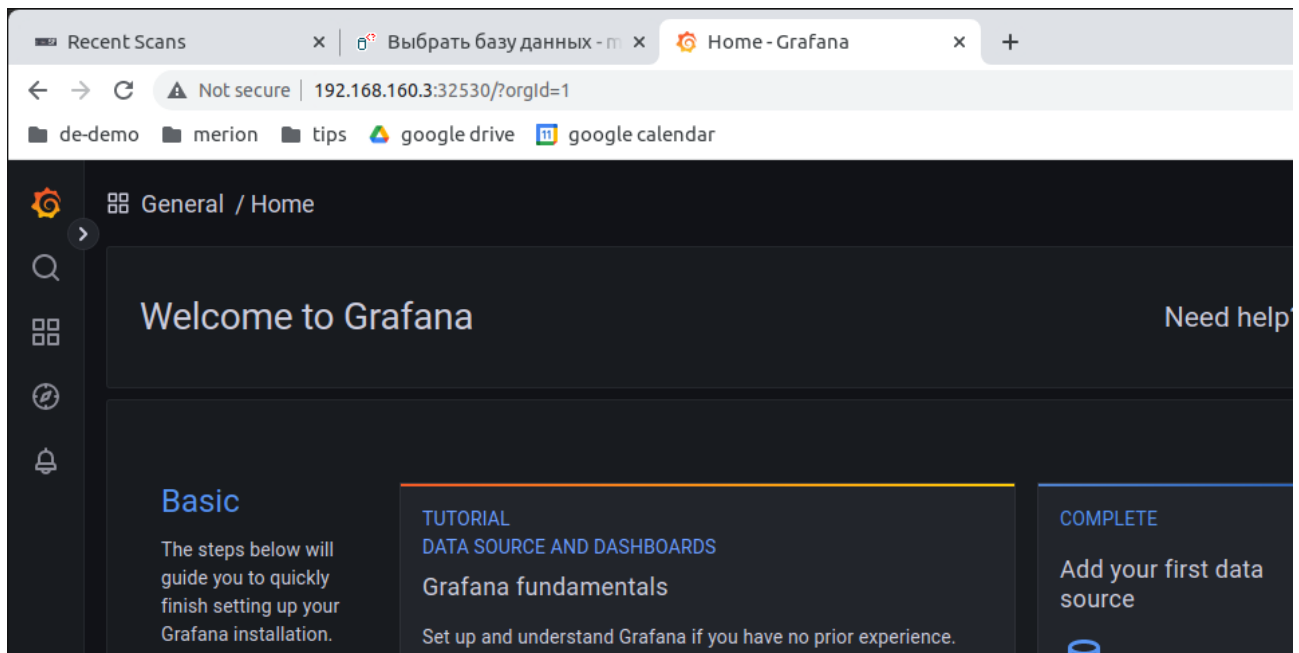 Recent Scans
Выбрать базу данных - m
Home - Grafana
Not secure
192.168.160.3:32530/?orgId=1
de-demo
merion
tips
google drive
11
google calendar
General / Home
Welcome to Grafana
Need help?
Basic
The steps below will
guide you to quickly
finish setting up your
Grafana installation.
TUTORIAL
DATA SOURCE AND DASHBOARDS
Grafana fundamentals
Set up and understand Grafana if you have no prior experience.
COMPLETE
Add your first data
source